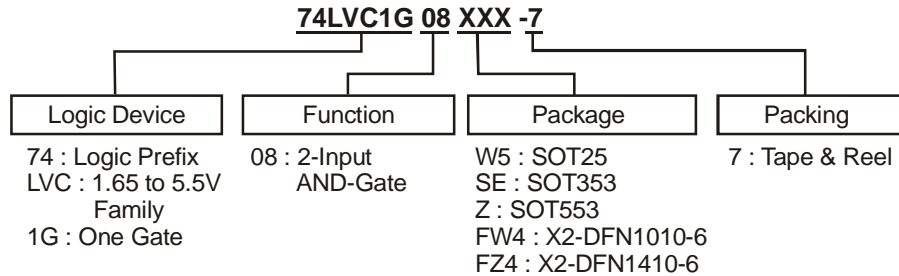 74LVC1G 08 XXX -7
Logic Device
Function
Package
Packing
74 : Logic Prefix
LVC : 1.65 to 5.5V
Family
1G : One Gate
08 : 2-Input
AND-Gate
W5 : SOT25
SE : SOT353
Z : SOT553
FW4 : X2-DFN1010-6
FZ4 : X2-DFN1410-6
7 : Tape & Reel